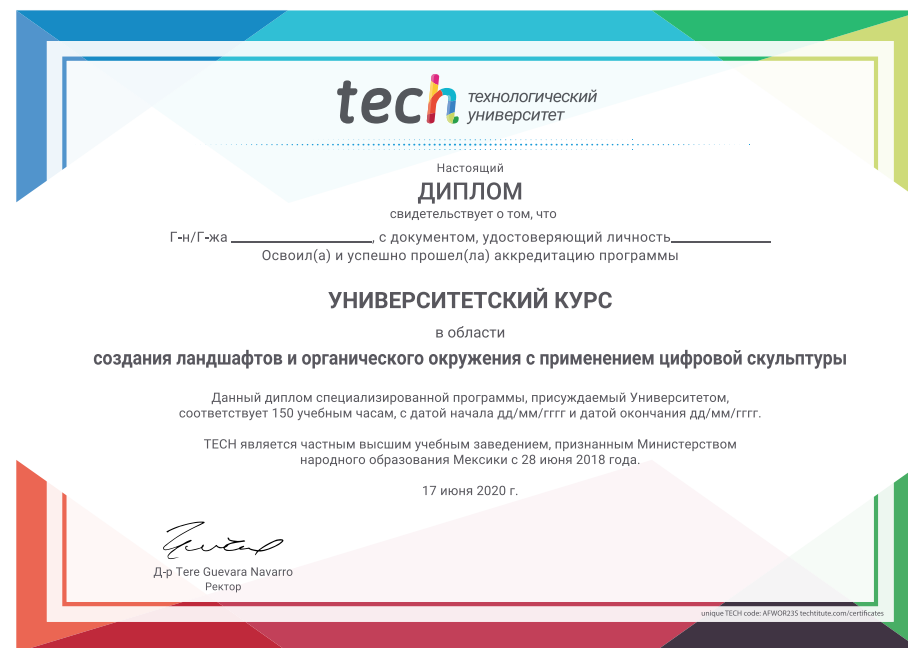 tech технологический
университет
Настоящий
ДИПЛОМ
свидетельствует о том, что
Г-н/Г-жа ____________, с документом, удостоверяющий личность____________
Освоил(а) и успешно прошел(ла) аккредитацию программы
УНИВЕРСИТЕТСКИЙ КУРС
в области
создания ландшафтов и органического окружения с применением цифровой скульптуры
Данный диплом специализированной программы, присуждаемый Университетом,
соответствует 150 учебным часам, с датой начала дд/мм/гггг и датой окончания дд/мм/гггг.
TECH является частным высшим учебным заведением, признанным Министерством
народного образования Мексики с 28 июня 2018 года.
17 июня 2020 г.
Д-р Tere Guevara Navarro
Ректор
unique TECH code: AFWOR23S techtitute.com/certificates